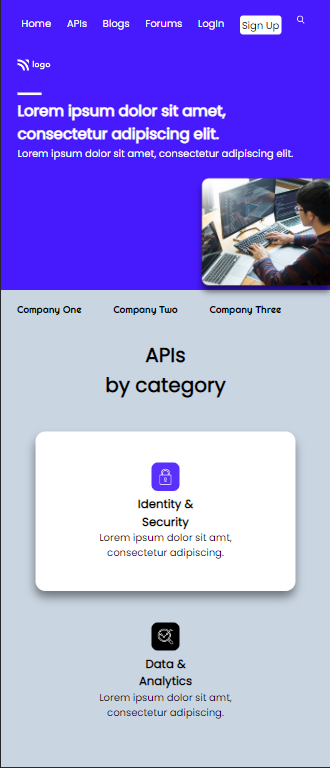 Home APIs Blogs Forums LogIn Sign Up
logo
Lorem ipsum dolor sit amet,
consectetur adipiscing elit.
Lorem ipsum dolor sit amet, consectetur adipiscing elit.
Company One Company Two Company Three
APIs
by category
Identity &
Security
Lorem ipsum dolor sit amt,
consectetur adipiscing.
Data &
Analytics
Lorem ipsum dolor sit amt,
consectetur adipiscing.